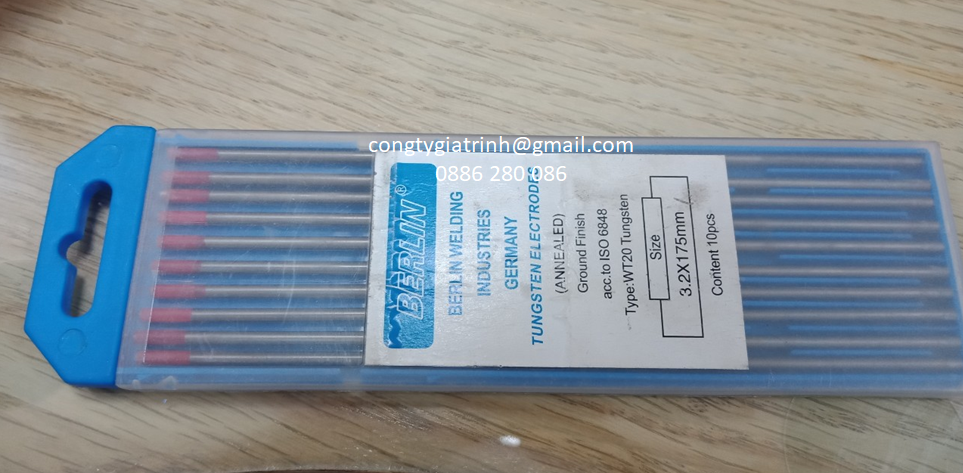 congtygiatrinh@gmail.com
0886 280 986
BERLIN®
BERLIN WELDING
INDUSTRIES
GERMANY
TUNGSTEN ELECTRODES
(ANNEALED)
Ground Finish
acc.to ISO 6848
Type:WT20 Tungsten
Size
3.2X175mm
Content 10pcs